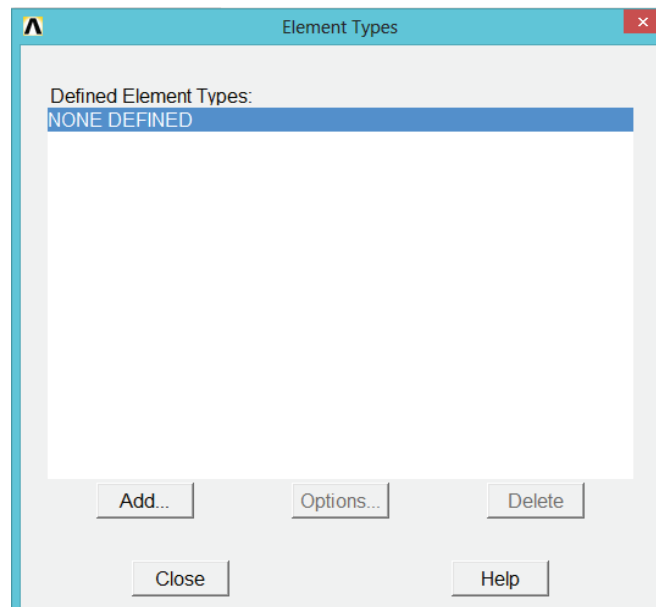 Element Types
Defined Element Types:
NONE DEFINED
Add... Options... Delete
Close Help